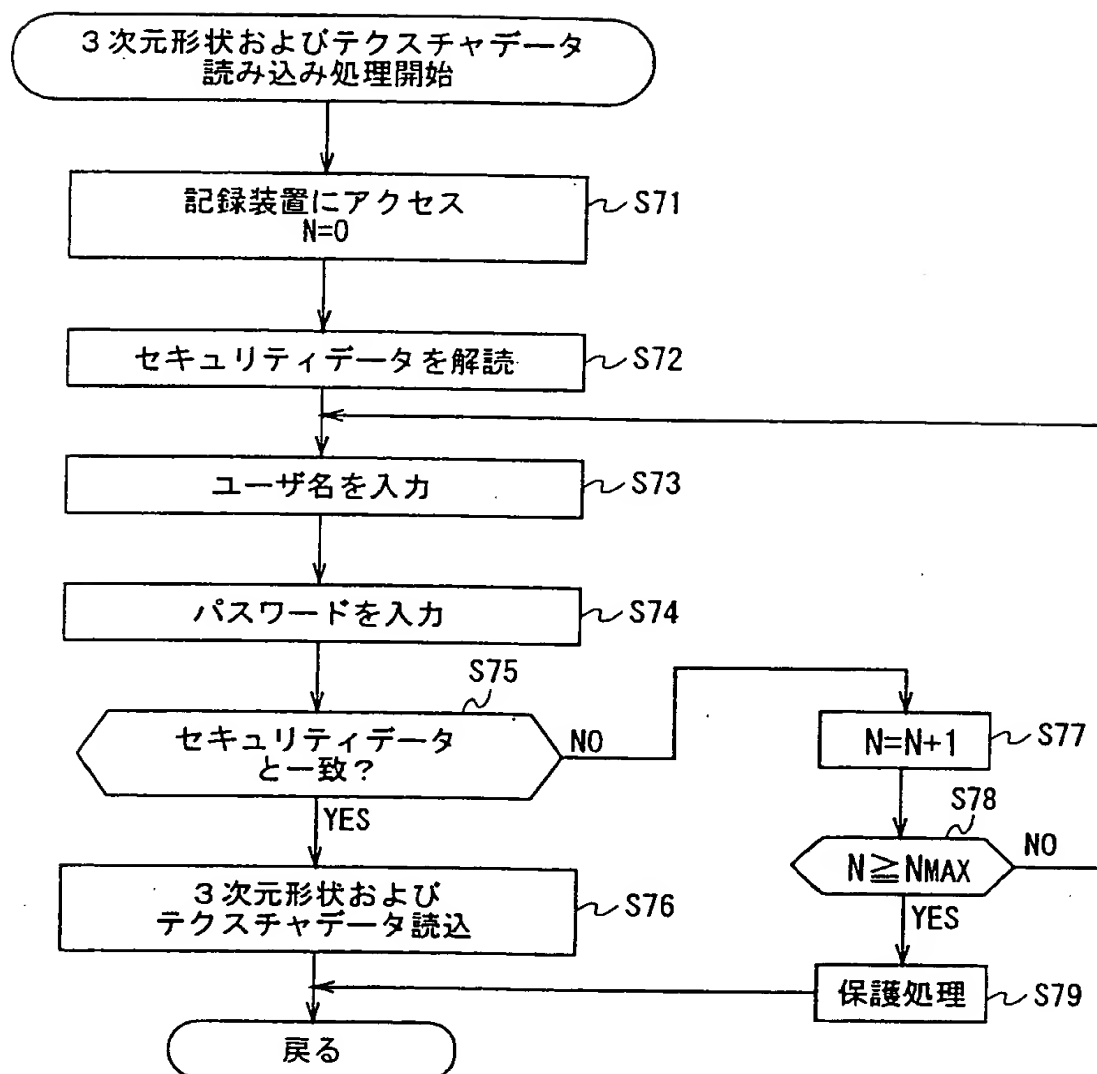 3次元形状およびテクスチャデータ
読み込み処理開始
記録装置にアクセス
N=0
S71
セキュリティデータを解読
S72
ユーザ名を入力
S73
パスワードを入力
S74
S75
セキュリティデータ
と一致?
NO
YES
N=N+1
S77
S78
N≧NMAX
NO
YES
3次元形状および
テクスチャデータ読込
S76
保護処理
S79
戻る